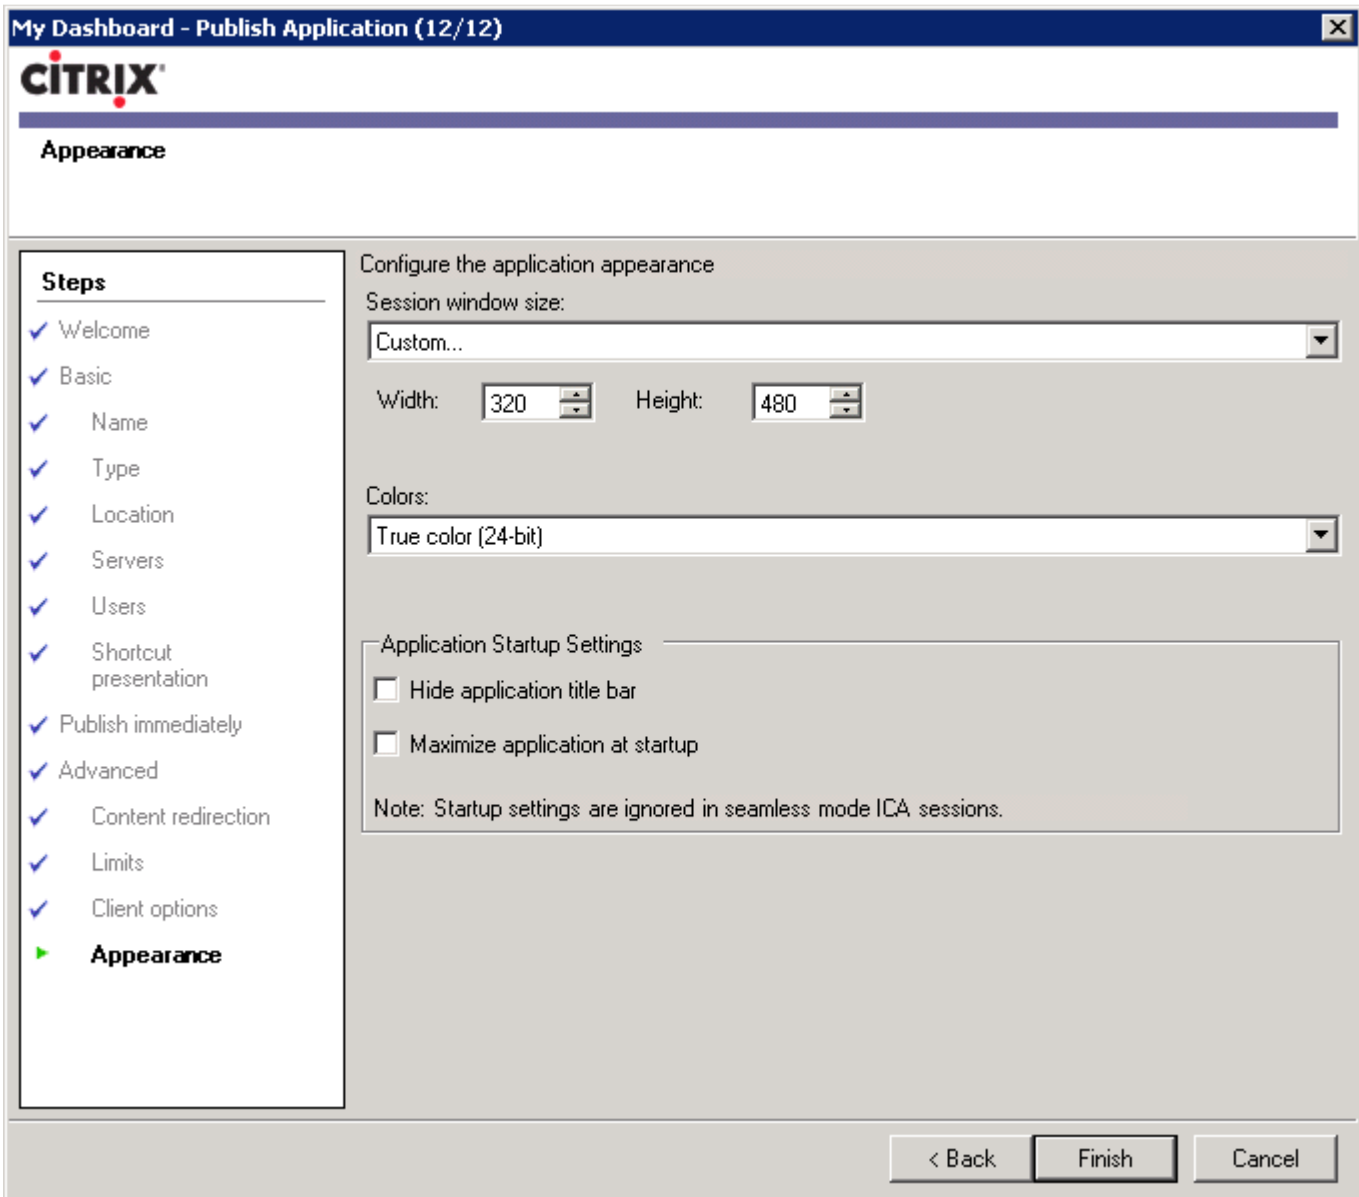 My Dashboard - Publish Application (12/12)
CİTRIX
Appearance
Steps
Welcome
Basic
Name
Type
Location
Servers
Users
Shortcut
presentation
Publish immediately
Advanced
Content redirection
Limits
Client options
Appearance
Configure the application appearance
Session window size:
Custom...
Width: 320 Height: 480
Colors:
True color (24-bit)
Application Startup Settings
Hide application title bar
Maximize application at startup
Note: Startup settings are ignored in seamless mode ICA sessions.
< Back Finish Cancel